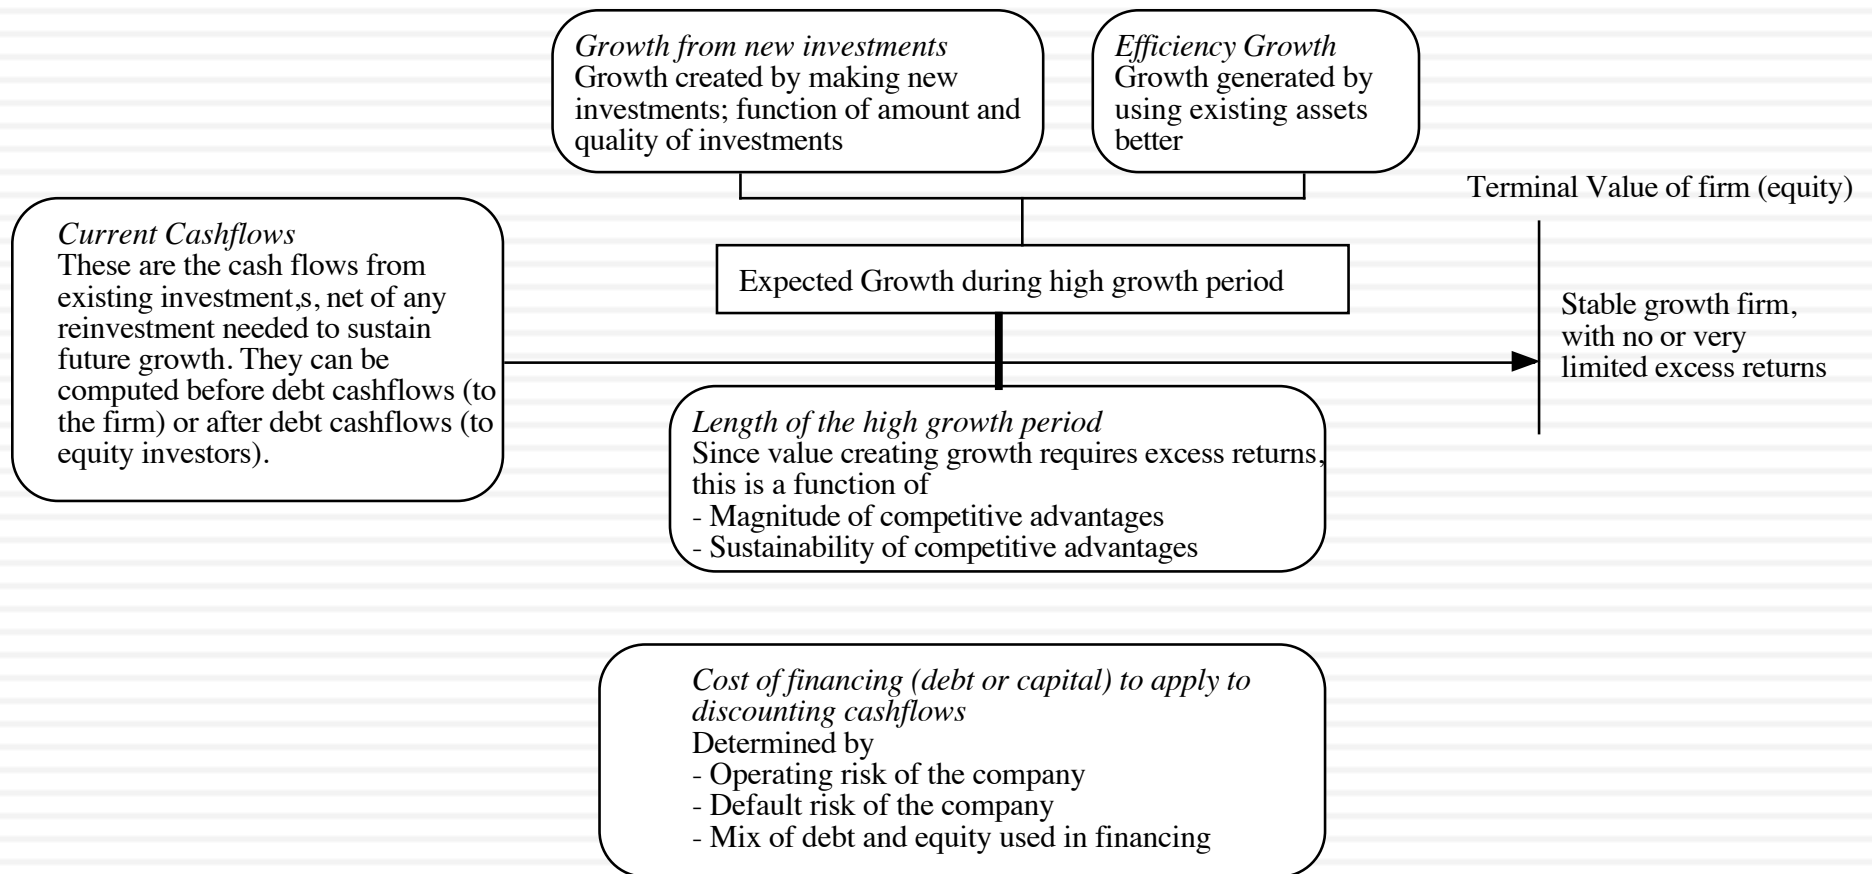 Growth from new investments
Growth created by making new
investments; function of amount and
quality of investments
Efficiency Growth
Growth generated by
using existing assets
better
Terminal Value of firm (equity)
Current Cashflows
These are the cash flows from
existing investment,s, net of any
reinvestment needed to sustain
future growth. They can be
computed before debt cashflows (to
the firm) or after debt cashflows (to
equity investors).
Expected Growth during high growth period
Stable growth firm,
with no or very
limited excess returns
Length of the high growth period
Since value creating growth requires excess returns,
this is a function of
- Magnitude of competitive advantages
- Sustainability of competitive advantages
Cost of financing (debt or capital) to apply to
discounting cashflows
Determined by
- Operating risk of the company
- Default risk of the company
- Mix of debt and equity used in financing